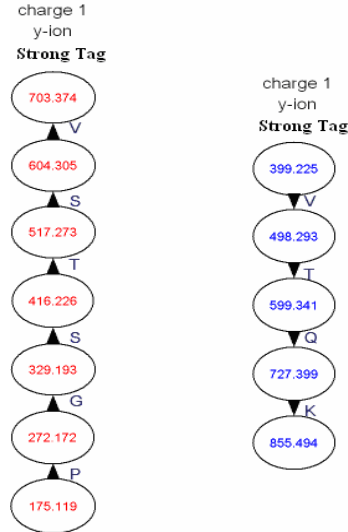 charge 1
y-ion
Strong Tag
703.374
V
604.305
S
517.273
T
416.226
S
329.193
G
272.172
P
175.119
charge 1
y-ion
Strong Tag
399.225
V
498.293
T
599.341
Q
727.399
K
855.494